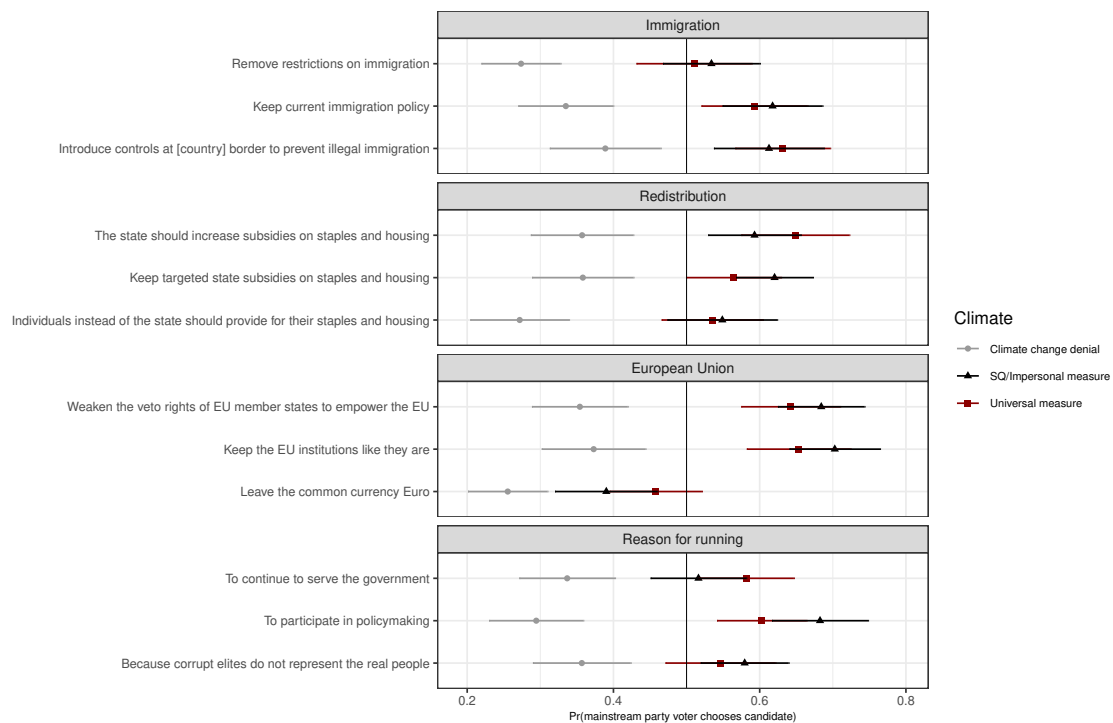 Immigration
Remove restrictions on immigration
Keep current immigration policy
Introduce controls at [country] border to prevent illegal immigration
Redistribution
The state should increase subsidies on staples and housing
Keep targeted state subsidies on staples and housing
Individuals instead of the state should provide for their staples and housing
European Union
Weaken the veto rights of EU member states to empower the EU
Keep the EU institutions like they are
Leave the common currency Euro
Reason for running
To continue to serve the government
To participate in policymaking
Because corrupt elites do not represent the real people
0.2 0.4 0.6 0.8
Pr(mainstream party voter chooses candidate)
Climate
Climate change denial
SQ/Impersonal measure
Universal measure